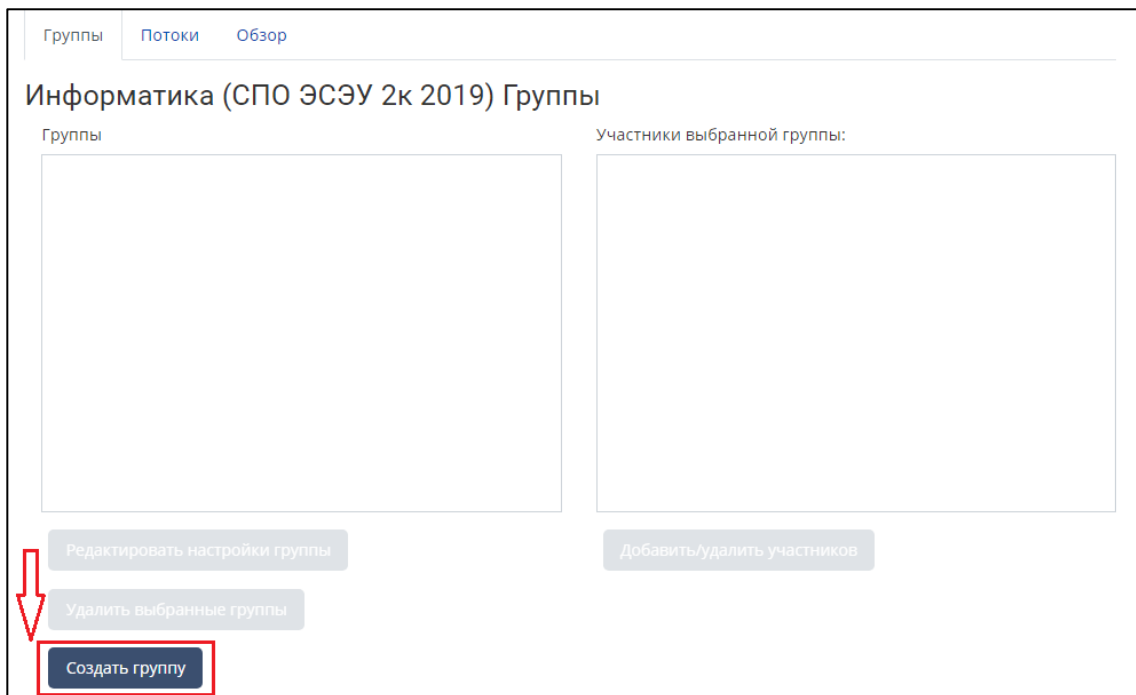 Группы Потоки Обзор
Информатика (СПО ЭСЭУ 2к 2019) Группы
Группы
Участники выбранной группы:
Редактировать настройки группы
Добавить/удалить участников
Удалить выбранные группы
Создать группу